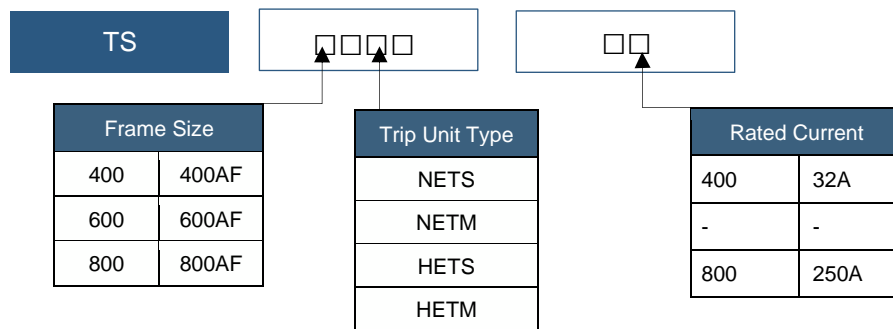 TS
□□□□
□□
Frame Size
400 400AF
600 600AF
800 800AF
Trip Unit Type
NETS
NETM
HETS
HETM
Rated Current
400 32A
- -
800 250A